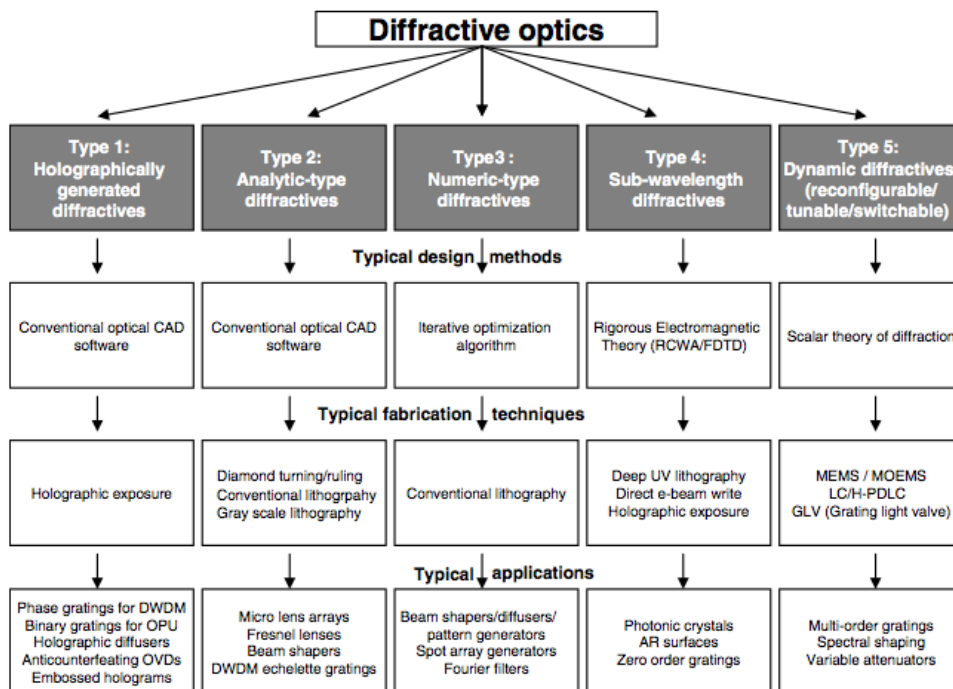 Diffractive optics
Type 1:
Holographically
generated
diffractives
Type 2:
Analytic-type
diffractives
Type3 :
Numeric-type
diffractives
Type 4:
Sub-wavelength
diffractives
Type 5:
Dynamic diffractives
(reconfigurable/
tunable/switchable)
Typical design methods
Conventional optical CAD
software
Conventional optical CAD
software
Iterative optimization
algorithm
Rigorous Electromagnetic
Theory (RCWA/FDTD)
Scalar theory of diffraction
Typical fabrication techniques
Holographic exposure
Diamond turning/ruling
Conventional lithogrpahy
Gray scale lithography
Conventional lithography
Deep UV lithography
Direct e-beam write
Holographic exposure
MEMS / MOEMS
LC/H-PDLC
GLV (Grating light valve)
Typical applications
Phase gratings for DWDM
Binary gratings for OPU
Holographic diffusers
Anticounterfeating OVDs
Embossed holograms
Micro lens arrays
Fresnel lenses
Beam shapers
DWDM echelette gratings
Beam shapers/diffusers/
pattern generators
Spot array generators
Fourier filters
Photonic crystals
AR surfaces
Zero order gratings
Multi-order gratings
Spectral shaping
Variable attenuators